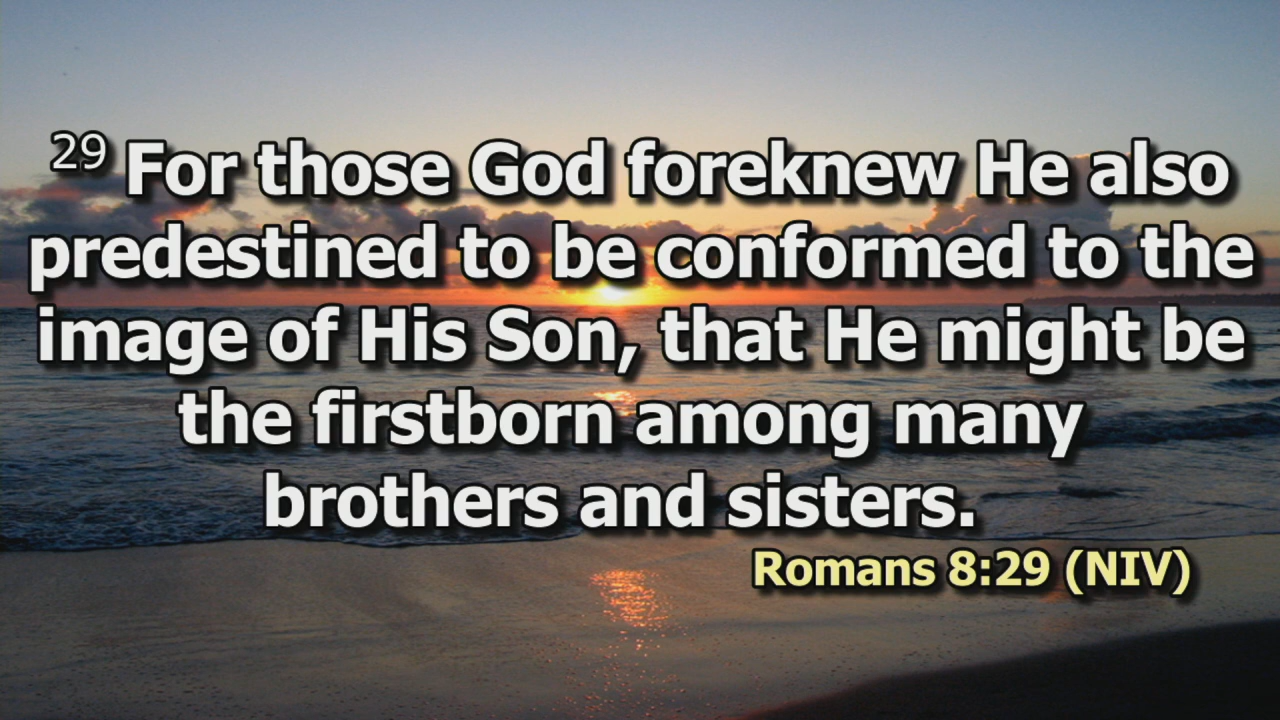 29 For those God foreknew He also
predestined to be conformed to the
image of His Son, that He might be
the firstborn among many
brothers and sisters.
Romans 8:29 (NIV)